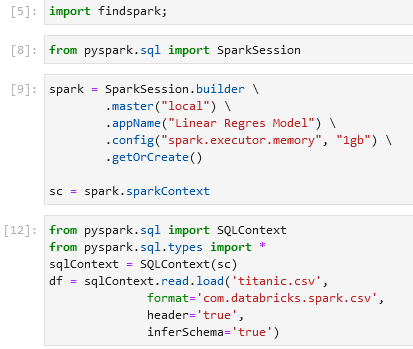 [5]: import findspark;
[8]: from pyspark.sql import SparkSession
[9]: spark = SparkSession.builder \
.master("local") \
.appName("Linear Regres Model") \
.config("spark.executor.memory", "1gb") \
.getOrCreate()
sc = spark.sparkContext
[12]: from pyspark.sql import SQLContext
from pyspark.sql.types import *
sqlContext = SQLContext(sc)
df = sqlContext.read.load('titanic.csv',
format='com.databricks.spark.csv',
header='true',
inferSchema='true')